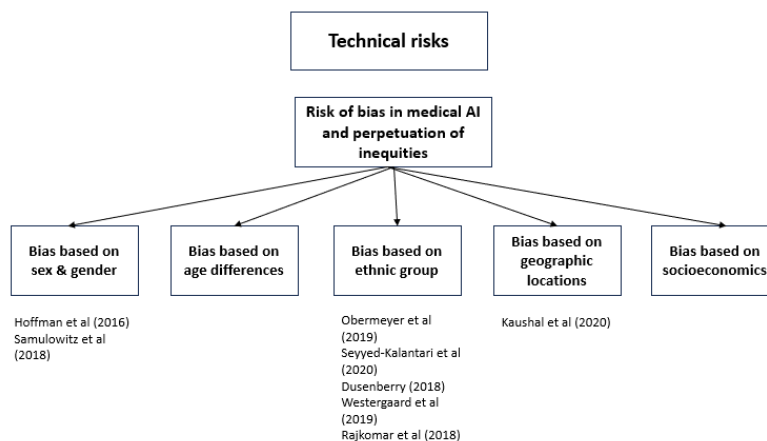 Technical risks
Risk of bias in medical AI
and perpetuation of
inequities
Bias based on
sex & gender
Bias based on
age differences
Bias based on
ethnic group
Bias based on
geographic
locations
Bias based on
socioeconomics
Hoffman et al (2016)
Samulowitz et al
(2018)
Obermeyer et al
(2019)
Seyyed-Kalantari et al
(2020)
Dusenberry (2018)
Westergaard et al
(2019)
Rajkomar et al (2018)
Kaushal et al (2020)